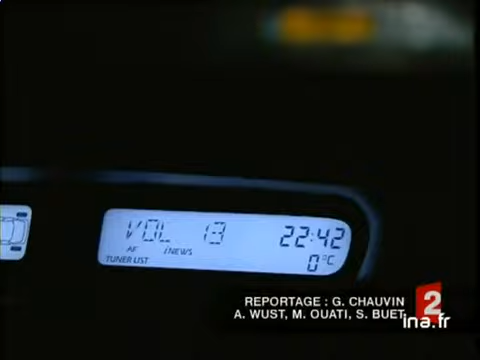 VOL 13 22:42
AF i NEWS
TUNER LIST 0°C
REPORTAGE : G. CHAUVIN
A. WUST, M. OUATI, S. BUET
2
ina.fr